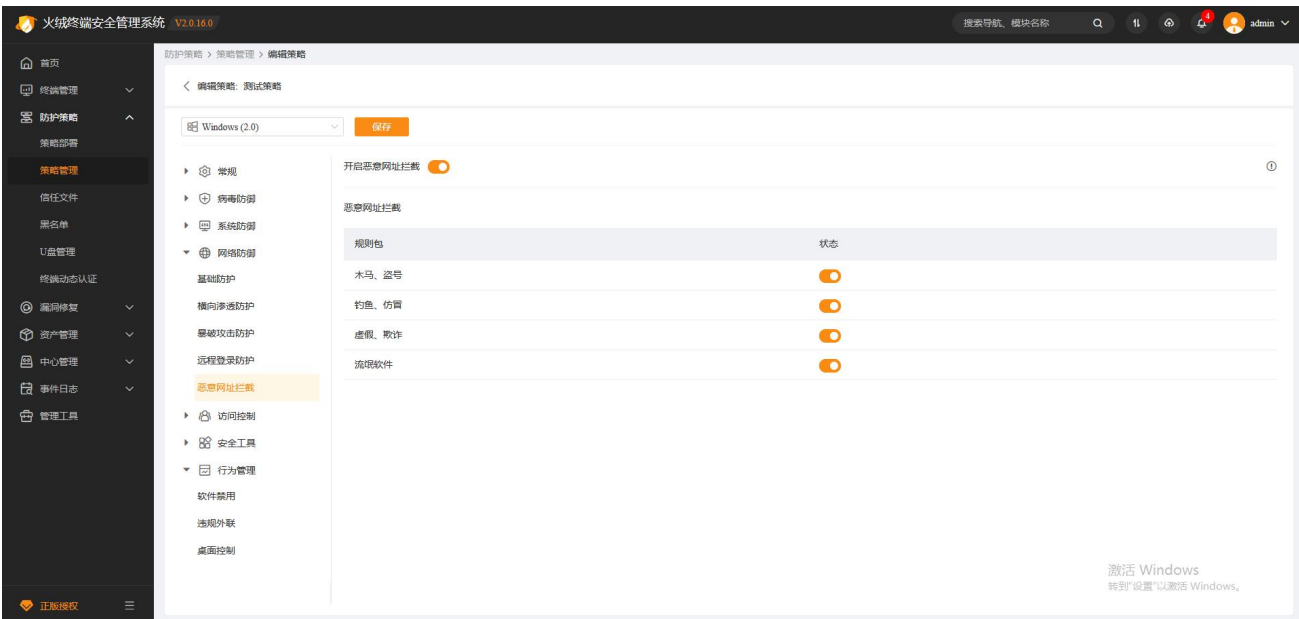 火绒终端安全管理系统 V2.0.16.0
搜索导航、模块名称
4
admin
首页
终端管理
防护策略
策略部署
策略管理
信任文件
黑名单
U盘管理
终端动态认证
漏洞修复
资产管理
中心管理
事件日志
管理工具
正版授权
防护策略 > 策略管理 > 编辑策略
编辑策略: 测试策略
Windows (2.0)
保存
常规
病毒防御
系统防御
网络防御
基础防护
横向渗透防护
暴破攻击防护
远程登录防护
恶意网址拦截
访问控制
安全工具
行为管理
软件禁用
违规外联
桌面控制
开启恶意网址拦截
恶意网址拦截
规则包 状态
木马、盗号
钓鱼、仿冒
虚假、欺诈
流氓软件
激活 Windows
转到"设置"以激活 Windows。